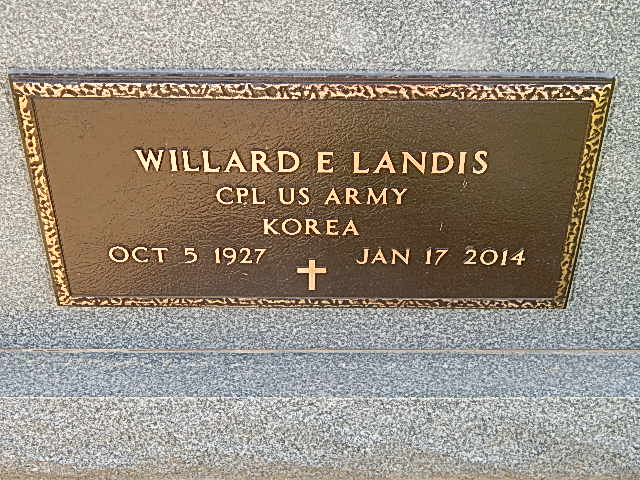 WILLARD E LANDIS
CPL US ARMY
KOREA
OCT 5 1927 JAN 17 2014